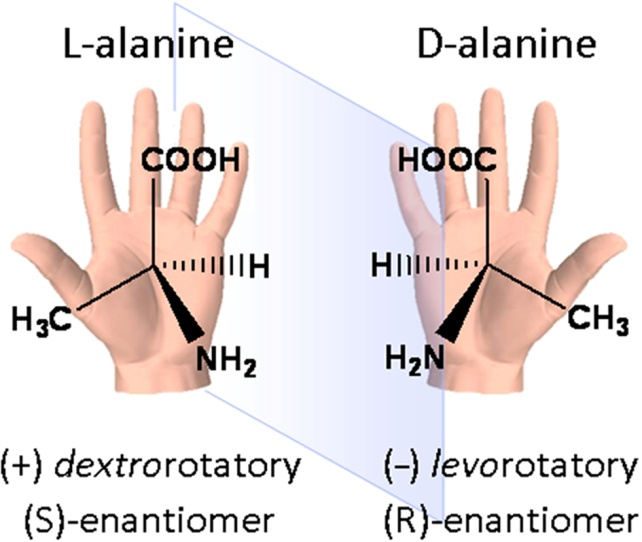 L-alanine
D-alanine
COOH
HOOC
H
H
H₃C
CH₃
NH₂
H₂N
(+) dextrorotatory
(−) levorotatory
(S)-enantiomer
(R)-enantiomer